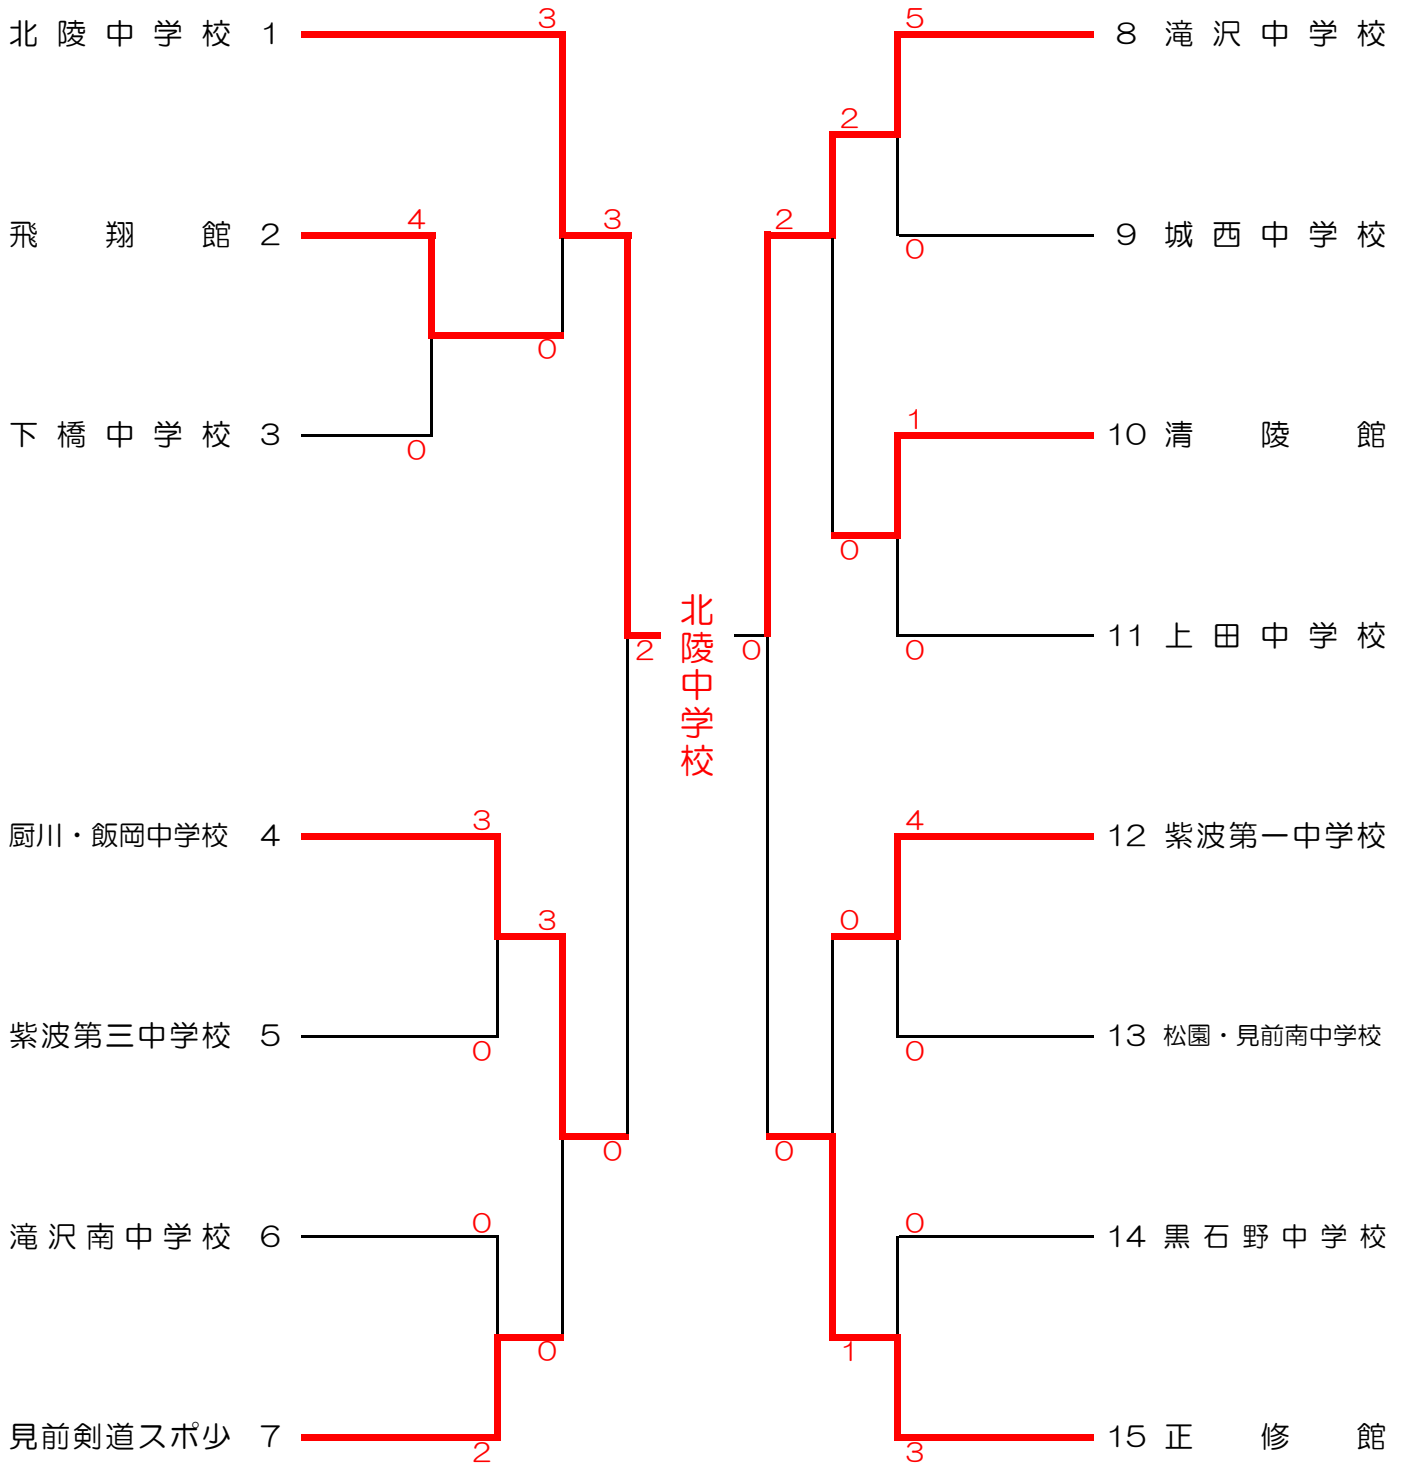 北陵中学校 1
3
飛翔館 2
4
3
0
下橋中学校 3
0
2
厨川・飯岡中学校 4
3
3
紫波第三中学校 5
0
0
滝沢南中学校 6
0
0
見前剣道スポ少 7
2
北陵中学校
5
8 滝沢中学校
2
2
9 城西中学校
0
1
10 清陵館
0
0
11 上田中学校
0
4
12 紫波第一中学校
0
13 松園・見前南中学校
0
0
0
14 黒石野中学校
1
15 正修館
3